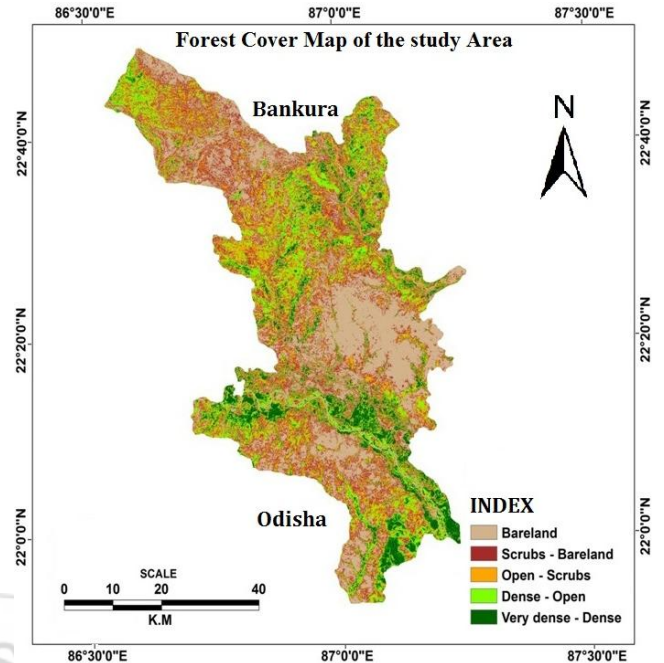 86°30'0"E 87°0'0"E 87°30'0"E
Forest Cover Map of the study Area
Bankura
N
22°40'0"N 22°40'0"N
22°20'0"N 22°20'0"N
Odisha
INDEX
22°0'0"N 22°0'0"N
Bareland
Scrubs - Bareland
Open - Scrubs
Dense - Open
Very dense - Dense
SCALE
0 10 20 40
K.M
86°30'0"E 87°0'0"E 87°30'0"E